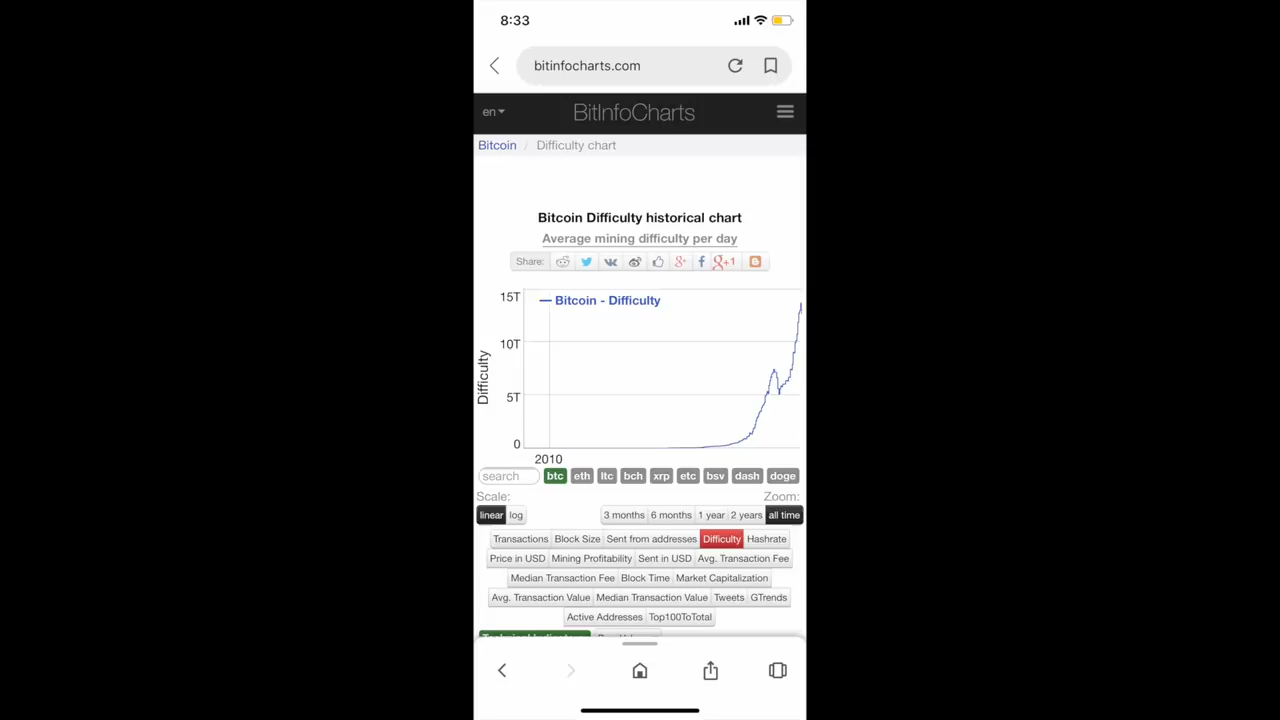 8:33
bitinfocharts.com
en
BitInfoCharts
Bitcoin / Difficulty chart
Bitcoin Difficulty historical chart
Average mining difficulty per day
Share: +1
Bitcoin - Difficulty
15T
10T
5T
0
Difficulty
2010
search btc eth ltc bch xrp etc bsv dash doge
Scale: Zoom:
linear log 3 months 6 months 1 year 2 years all time
Transactions Block Size Sent from addresses Difficulty Hashrate
Price in USD Mining Profitability Sent in USD Avg. Transaction Fee
Median Transaction Fee Block Time Market Capitalization
Avg. Transaction Value Median Transaction Value Tweets GTrends
Active Addresses Top100ToTotal